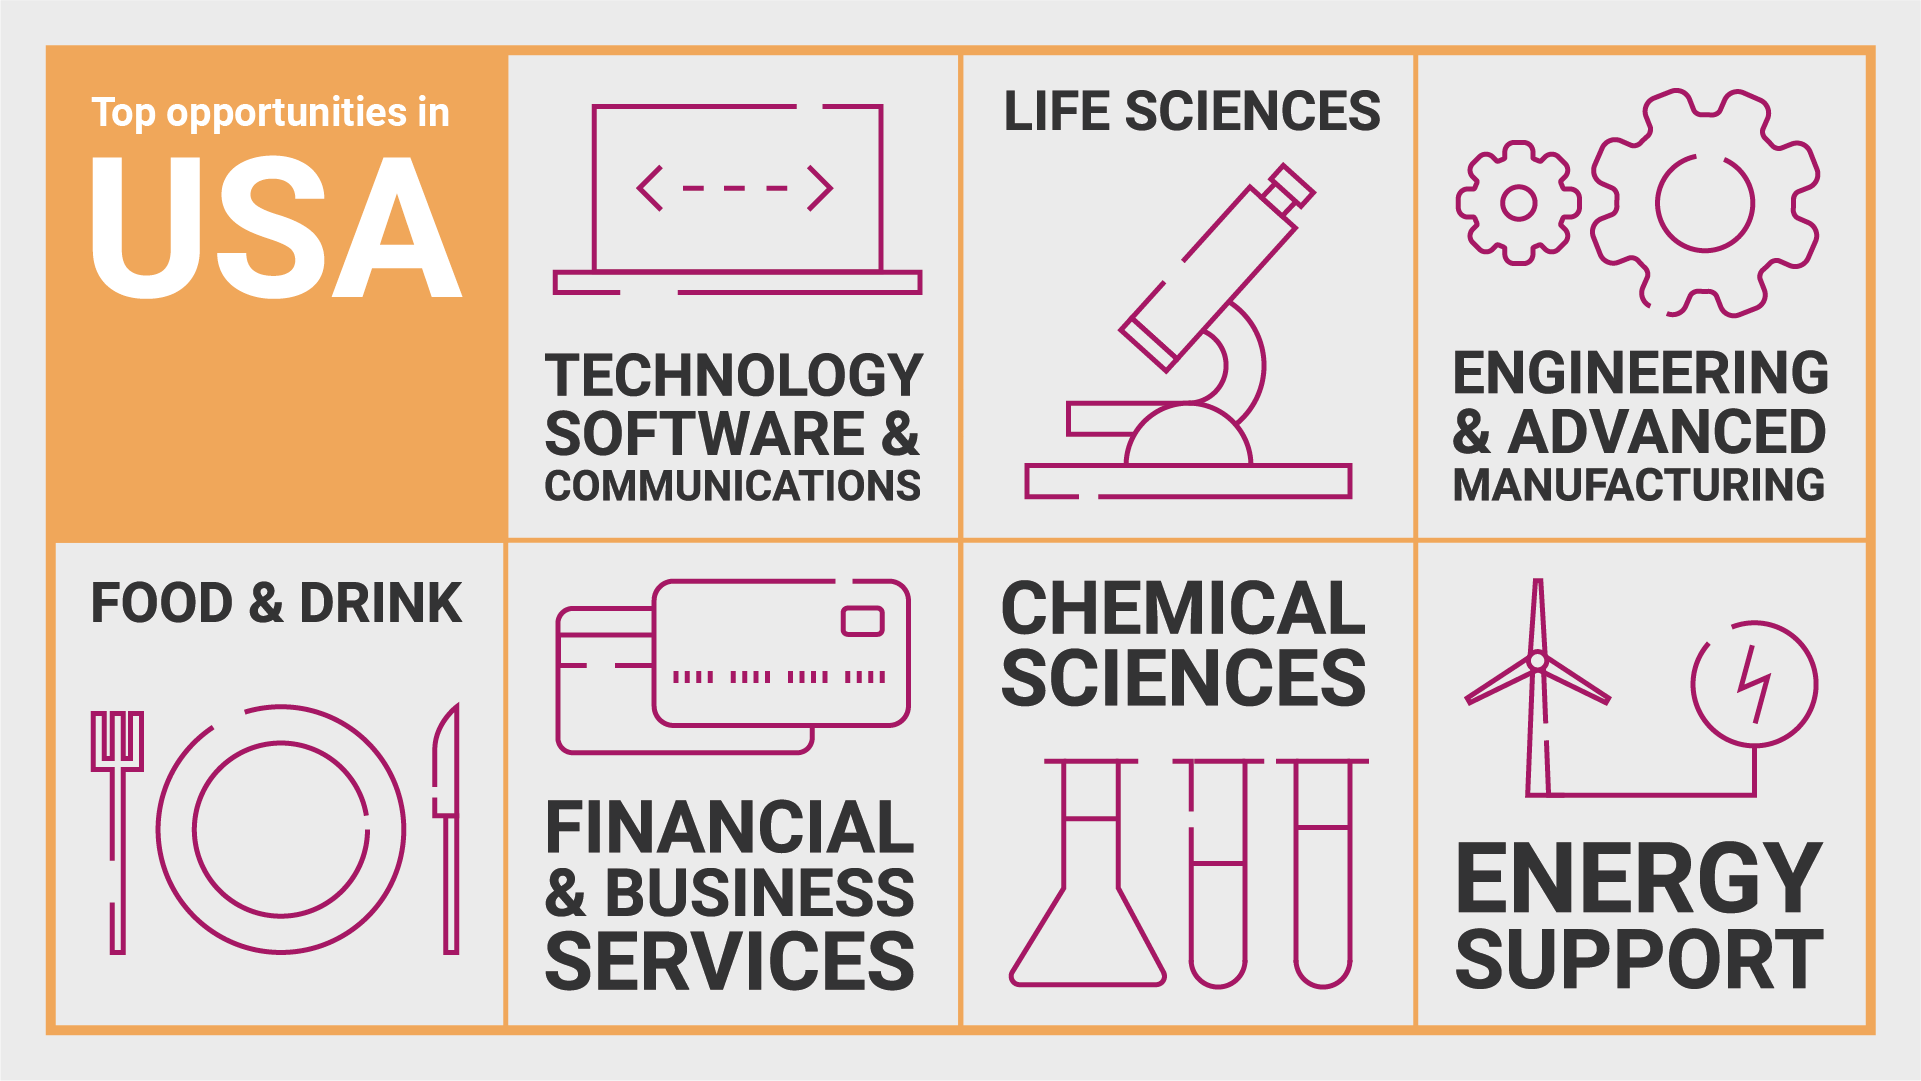 Top opportunities in
USA
TECHNOLOGY
SOFTWARE &
COMMUNICATIONS
LIFE SCIENCES
ENGINEERING
& ADVANCED
MANUFACTURING
FOOD & DRINK
FINANCIAL
& BUSINESS
SERVICES
CHEMICAL
SCIENCES
ENERGY
SUPPORT